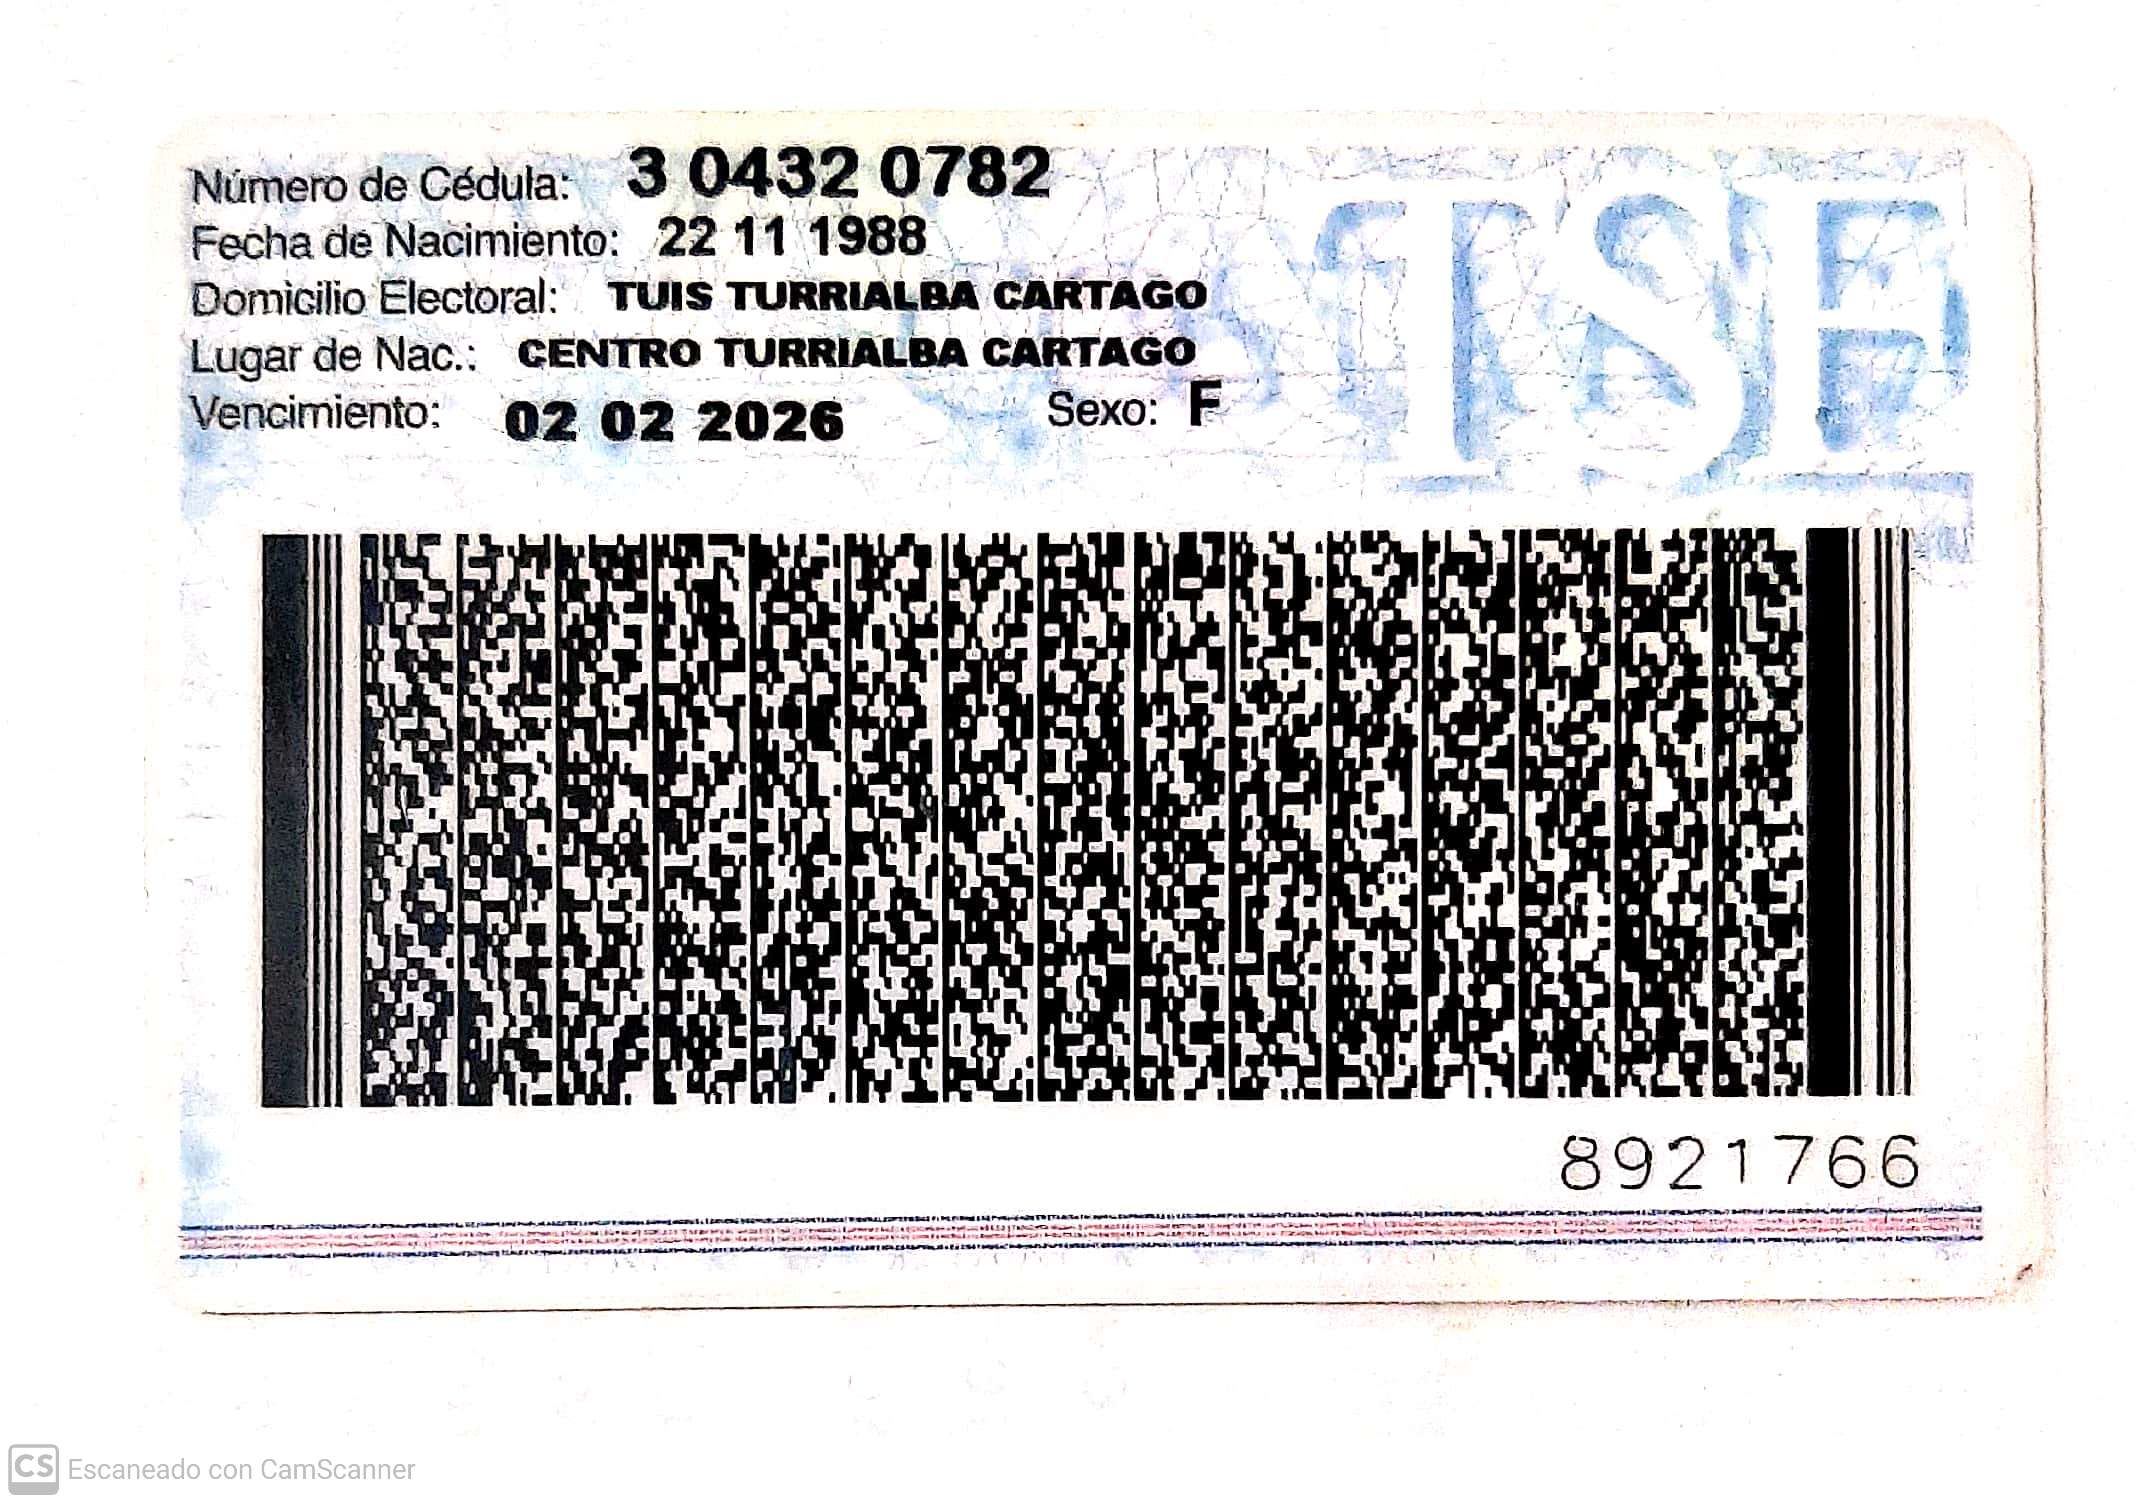 Número de Cédula: 3 0432 0782
Fecha de Nacimiento: 22 11 1988
Domicilio Electoral: TUIS TURRIALBA CARTAGO
Lugar de Nac.: CENTRO TURRIALBA CARTAGO
Vencimiento: 02 02 2026 Sexo: F
TSE
8921766
CS Escaneado con CamScanner